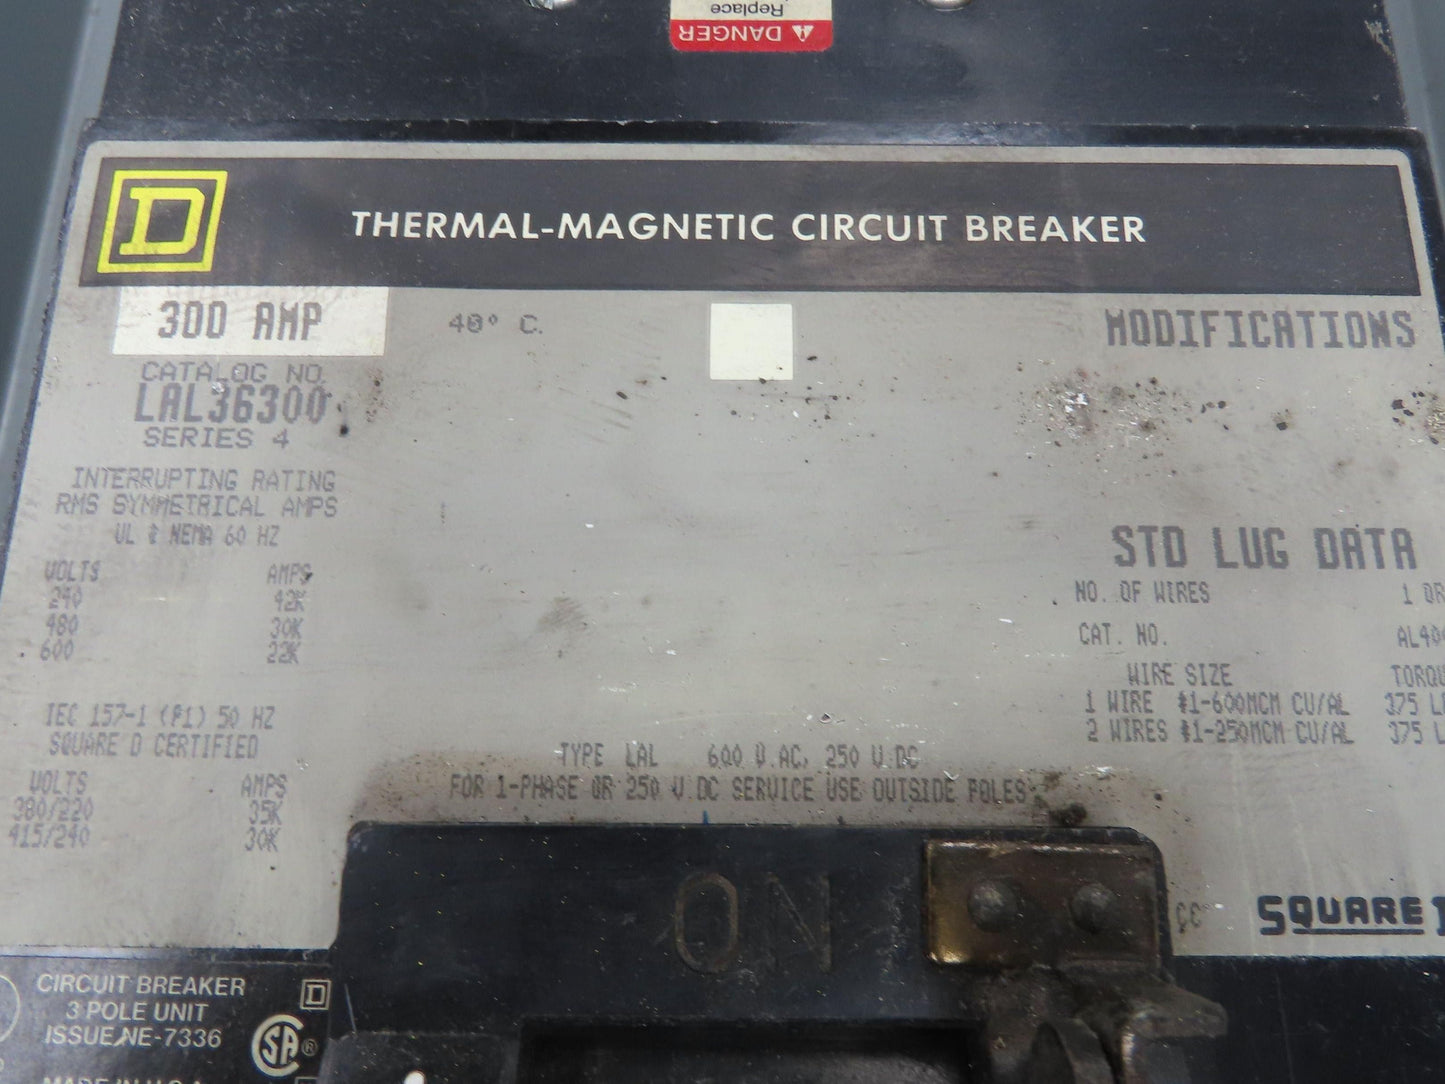 Replace
DANGER
D
THERMAL-MAGNETIC CIRCUIT BREAKER
300 AMP
40° C.
MODIFICATIONS
CATALOG NO.
LAL36300
SERIES 4
INTERRUPTING RATING
RMS SYMMETRICAL AMPS
UL & NEMA 60 HZ
VOLTS AMPS
240 42K
480 30K
600 22K
IEC 157-1 (P1) 50 HZ
SQUARE D CERTIFIED
VOLTS AMPS
380/220 35K
415/240 30K
STD LUG DATA
NO. OF WIRES 1 OR
CAT. NO.
WIRE SIZE
1 WIRE #1-600MCM CU/AL 375
2 WIRES #1-250MCM CU/AL 375
TYPE LAL 600 V.AC, 250 V.DC
FOR 1-PHASE OR 250 V.DC SERVICE USE OUTSIDE POLES
ON
SQUARE D
CIRCUIT BREAKER
3 POLE UNIT
ISSUE NE-7336
D
SA®
MADE IN U.S.A.